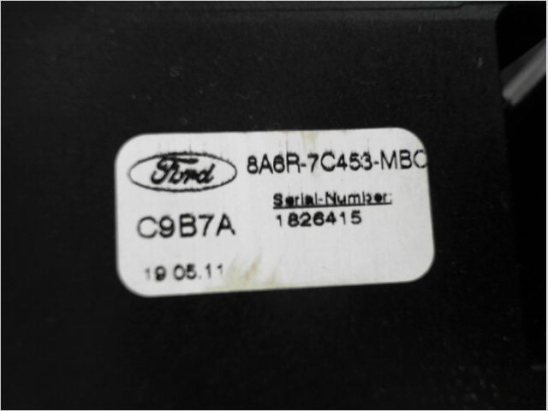 Ford
8A6R-7C453-MBC
Serial-Number:
1826415
C9B7A
19 05.11